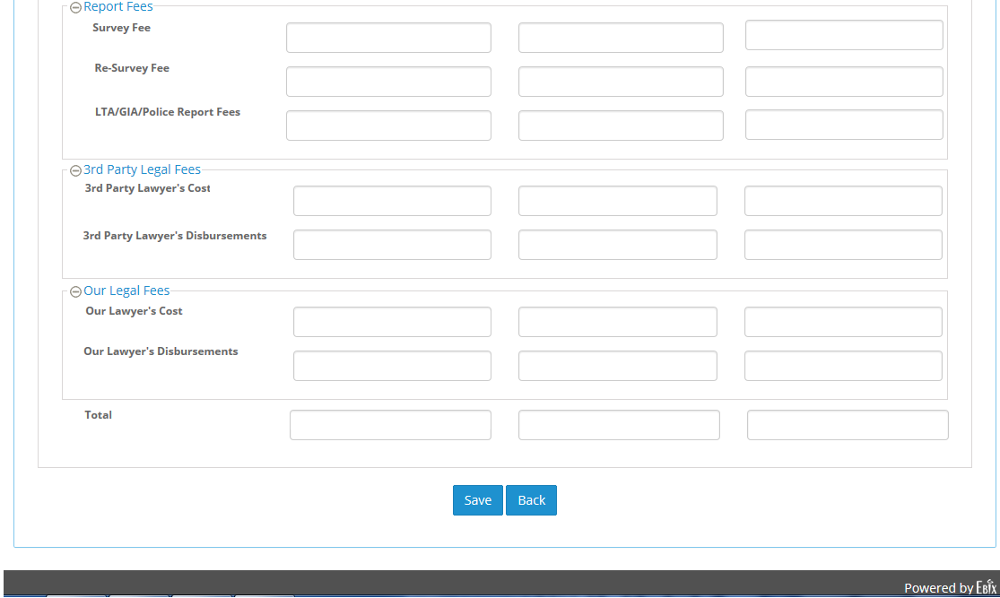 Report Fees
Survey Fee
Re-Survey Fee
LTA/GIA/Police Report Fees
3rd Party Legal Fees
3rd Party Lawyer's Cost
3rd Party Lawyer's Disbursements
Our Legal Fees
Our Lawyer's Cost
Our Lawyer's Disbursements
Total
Save Back
Powered by Ebix